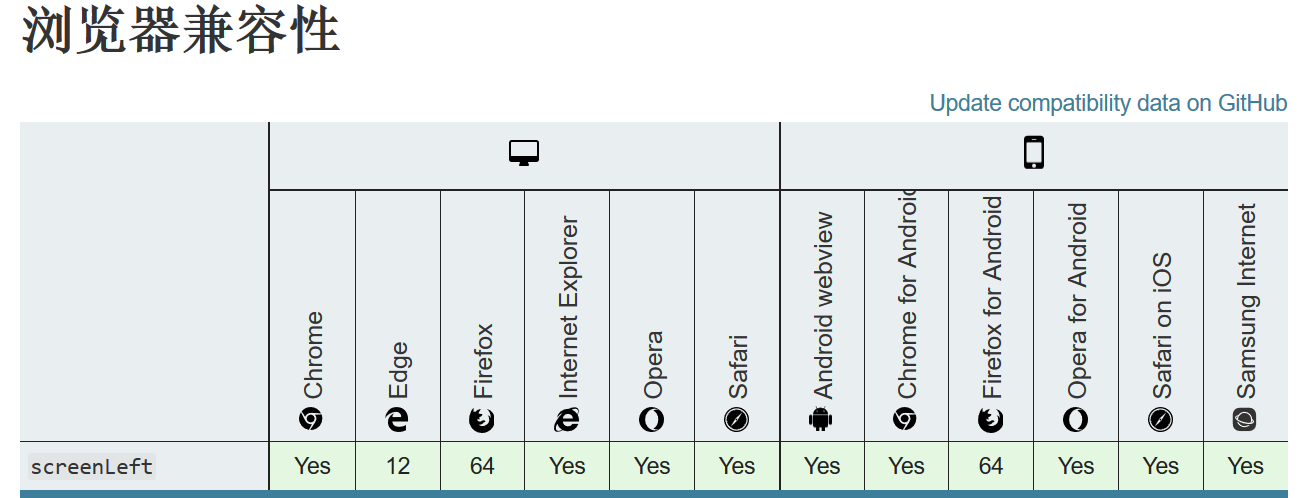 浏览器兼容性
Update compatibility data on GitHub
Chrome
Edge
Firefox
Internet Explorer
Opera
Safari
Android webview
Chrome for Android
Firefox for Android
Opera for Android
Safari on iOS
Samsung Internet
screenLeft Yes 12 64 Yes Yes Yes Yes Yes 64 Yes Yes Yes